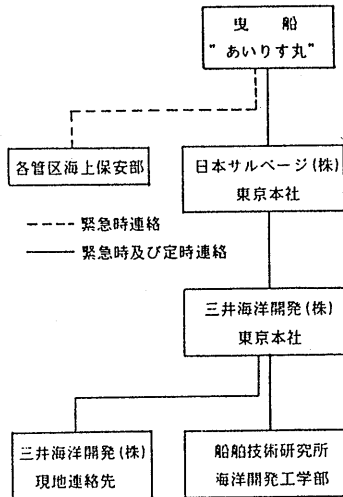 曳船
"あいりす丸"
各管区海上保安部
日本サルベージ(株)
東京本社
緊急時連絡
緊急時及び定時連絡
三井海洋開発(株)
東京本社
三井海洋開発(株)
現地連絡先
船舶技術研究所
海洋開発工学部